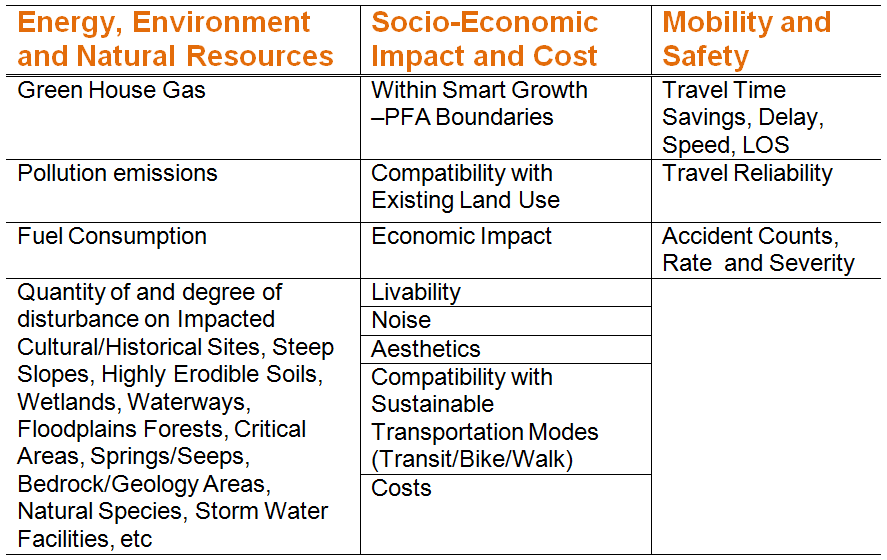 Energy, Environment
and Natural Resources
Socio-Economic
Impact and Cost
Mobility and
Safety
Green House Gas
Within Smart Growth
–PFA Boundaries
Travel Time
Savings, Delay,
Speed, LOS
Pollution emissions
Compatibility with
Existing Land Use
Travel Reliability
Fuel Consumption
Economic Impact
Accident Counts,
Rate and Severity
Quantity of and degree of
disturbance on Impacted
Cultural/Historical Sites, Steep
Slopes, Highly Erodible Soils,
Wetlands, Waterways,
Floodplains Forests, Critical
Areas, Springs/Seeps,
Bedrock/Geology Areas,
Natural Species, Storm Water
Facilities, etc
Livability
Noise
Aesthetics
Compatibility with
Sustainable
Transportation Modes
(Transit/Bike/Walk)
Costs